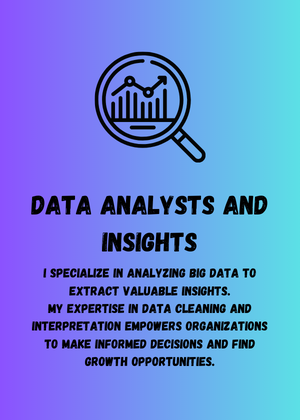 DATA ANALYSTS AND
INSIGHTS
I SPECIALIZE IN ANALYZING BIG DATA TO
EXTRACT VALUABLE INSIGHTS.
MY EXPERTISE IN DATA CLEANING AND
INTERPRETATION EMPOWERS ORGANIZATIONS
TO MAKE INFORMED DECISIONS AND FIND
GROWTH OPPORTUNITIES.